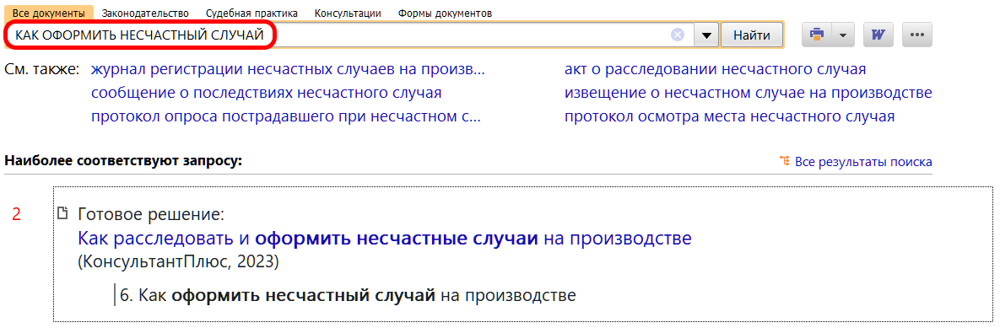 Все документы Законодательство Судебная практика Консультации Формы документов
КАК ОФОРМИТЬ НЕСЧАСТНЫЙ СЛУЧАЙ Найти W
См. также: журнал регистрации несчастных случаев на произв... акт о расследовании несчастного случая
сообщение о последствиях несчастного случая извещение о несчастном случае на производстве
протокол опроса пострадавшего при несчастном с... протокол осмотра места несчастного случая
Наиболее соответствуют запросу: Все результаты поиска
2 Готовое решение:
Как расследовать и оформить несчастные случаи на производстве
(КонсультантПлюс, 2023)
6. Как оформить несчастный случай на производстве